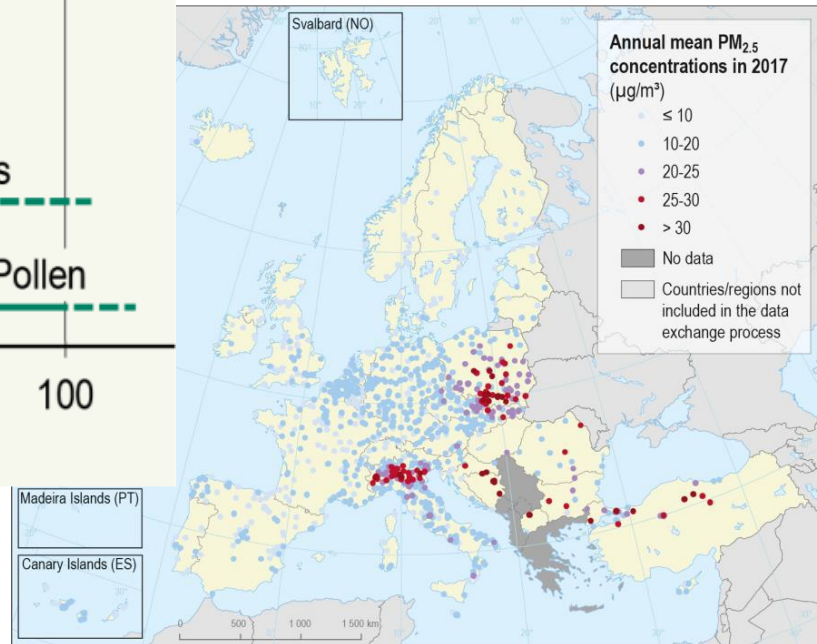 s
Pollen
100
Svalbard (NO)
Annual mean PM₂.₅
concentrations in 2017
(µg/m³)
≤ 10
10-20
20-25
25-30
> 30
No data
Countries/regions not
included in the data
exchange process
Madeira Islands (PT)
Canary Islands (ES)
0 500 1 000 1 500 km